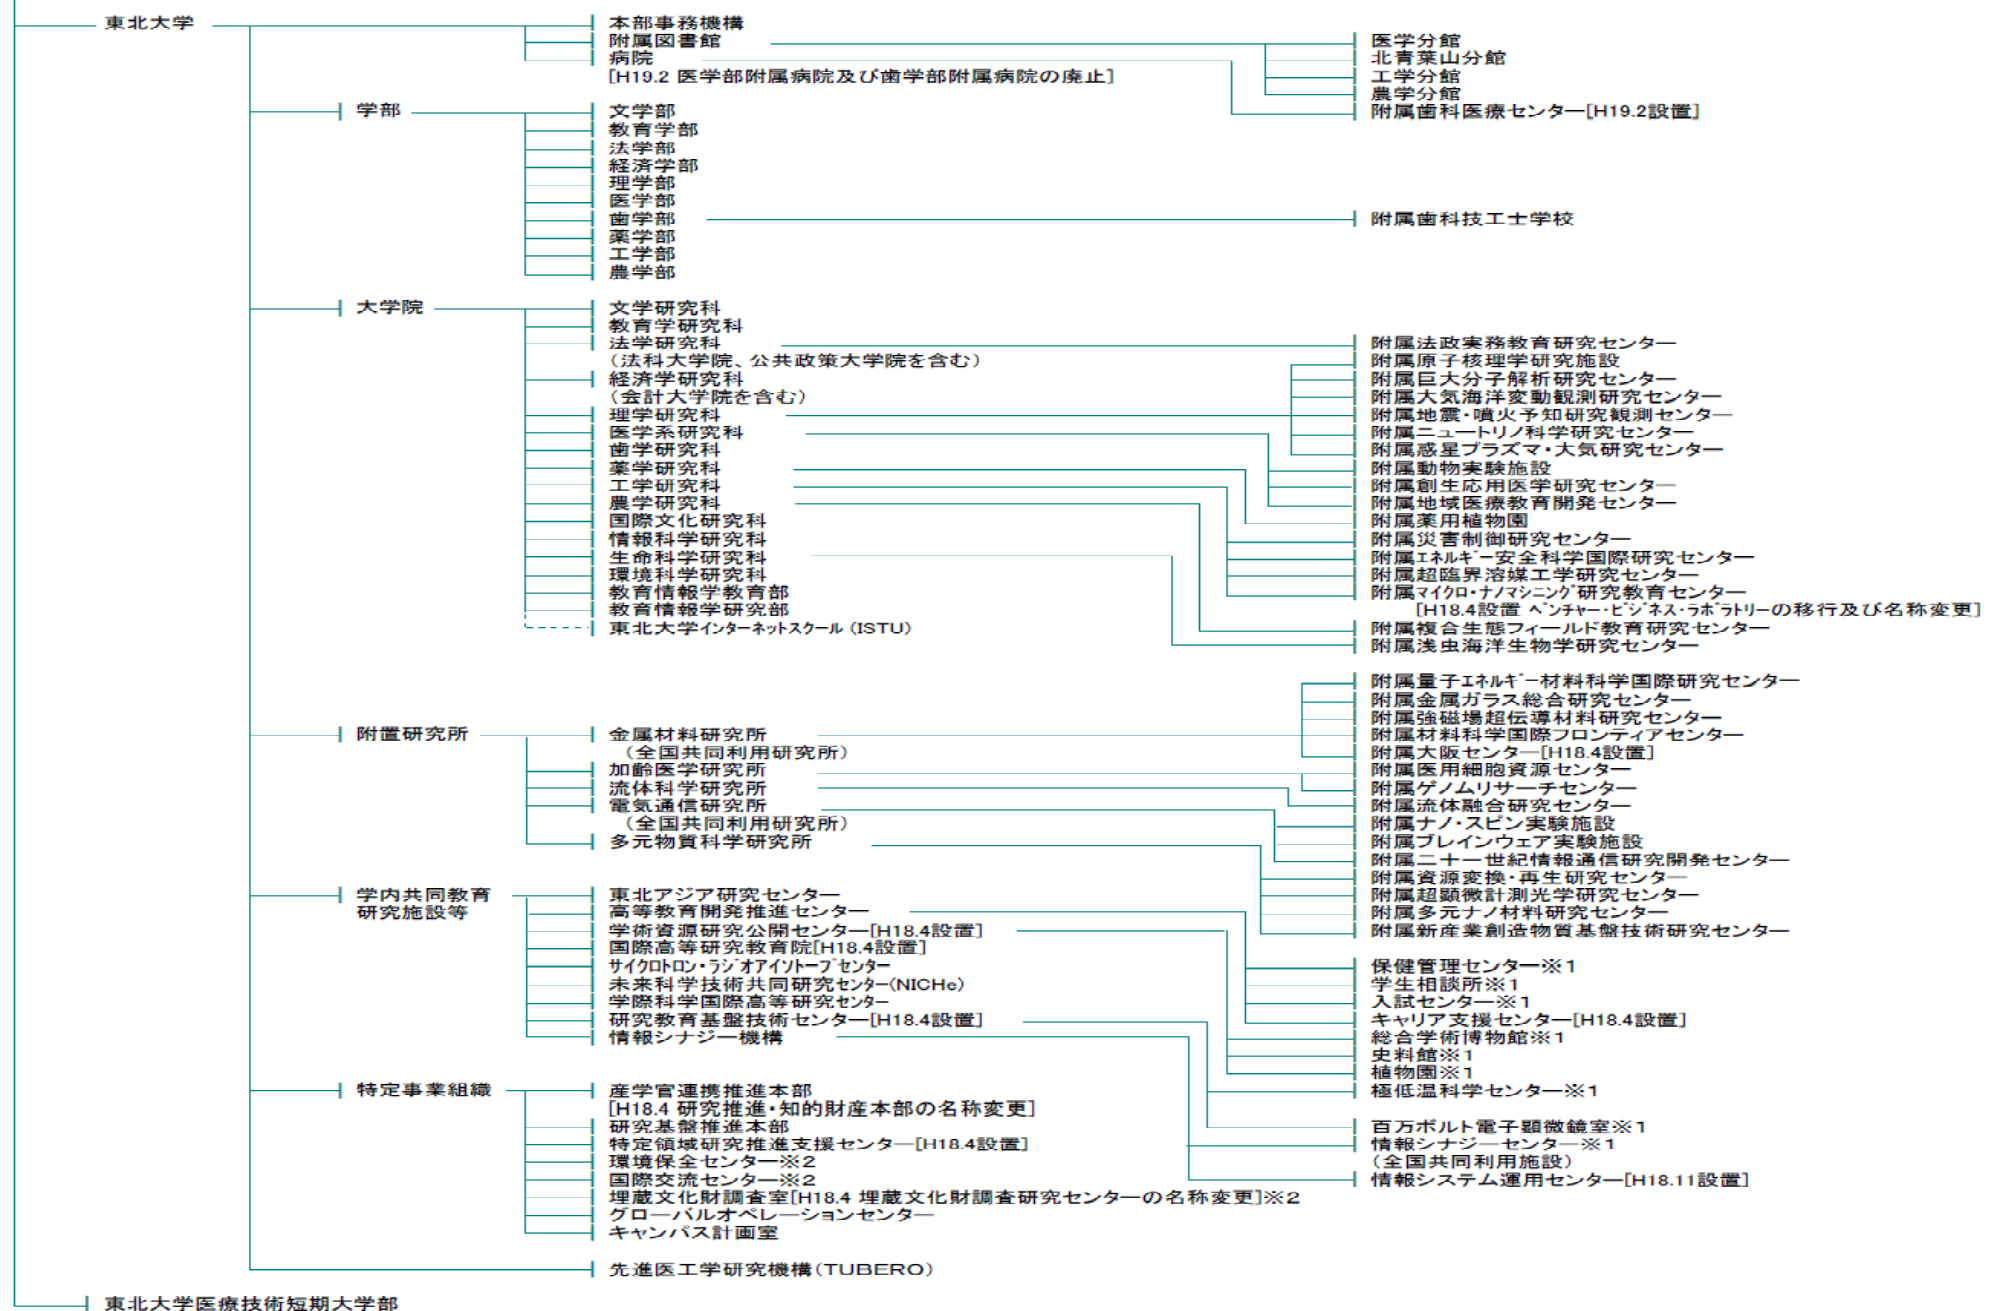 東北大学
本部事務機構
附属図書館
病院
[H19.2 医学部附属病院及び歯学部附属病院の廃止]
医学分館
北青葉山分館
工学分館
農学分館
附属歯科医療センター[H19.2設置]
学部
文学部
教育学部
法学部
経済学部
理学部
医学部
歯学部
薬学部
工学部
農学部
附属歯科技工士学校
大学院
文学研究科
教育学研究科
法学研究科
(法科大学院、公共政策大学院を含む)
経済学研究科
(会計大学院を含む)
理学研究科
医学系研究科
歯学研究科
薬学研究科
工学研究科
農学研究科
国際文化研究科
情報科学研究科
生命科学研究科
環境科学研究科
教育情報学教育部
教育情報学研究部
東北大学インターネットスクール (ISTU)
附属法政実務教育研究センター
附属原子核理学研究施設
附属巨大分子解析研究センター
附属大気海洋変動観測研究センター
附属地震・噴火予知研究観測センター
附属ニュートリノ科学研究センター
附属惑星プラズマ・大気研究センター
附属動物実験施設
附属創生応用医学研究センター
附属地域医療教育開発センター
附属薬用植物園
附属災害制御研究センター
附属エネルギー安全科学国際研究センター
附属超臨界溶媒工学研究センター
附属マイクロ・ナノマシニング研究教育センター
[H18.4設置 ベンチャー・ビジネス・ラボラトリーの移行及び名称変更]
附属複合生態フィールド教育研究センター
附属浅虫海洋生物学研究センター
附置研究所
金属材料研究所
(全国共同利用研究所)
加齢医学研究所
流体科学研究所
電気通信研究所
(全国共同利用研究所)
多元物質科学研究所
附属量子エネルギー材料科学国際研究センター
附属金属ガラス総合研究センター
附属強磁場超伝導材料研究センター
附属材料科学国際フロンティアセンター
附属大阪センター[H18.4設置]
附属医用細胞資源センター
附属ゲノムリサーチセンター
附属流体融合研究センター
附属ナノ・スピン実験施設
附属ブレインウェア実験施設
附属二十一世紀情報通信研究開発センター
附属資源変換・再生研究センター
附属超顕微計測光学研究センター
附属多元ナノ材料研究センター
附属新産業創造物質基盤技術研究センター
学内共同教育
研究施設等
東北アジア研究センター
高等教育開発推進センター
学術資源研究公開センター[H18.4設置]
国際高等研究教育院[H18.4設置]
サイクロトロン・ラジオアイソトープセンター
未来科学技術共同研究センター(NICHe)
学際科学国際高等研究センター
研究教育基盤技術センター[H18.4設置]
情報シナジー機構
保健管理センター※1
学生相談所※1
入試センター※1
キャリア支援センター[H18.4設置]
総合学術博物館※1
史料館※1
植物園※1
極低温科学センター※1
百万ボルト電子顕微鏡室※1
情報シナジーセンター※1
(全国共同利用施設)
情報システム運用センター[H18.11設置]
特定事業組織
産学官連携推進本部
[H18.4 研究推進・知的財産本部の名称変更]
研究基盤推進本部
特定領域研究推進支援センター[H18.4設置]
環境保全センター※2
国際交流センター※2
埋蔵文化財調査室[H18.4 埋蔵文化財調査研究センターの名称変更]※2
グローバルオペレーションセンター
キャンパス計画室
先進医工学研究機構(TUBERO)
東北大学医療技術短期大学部